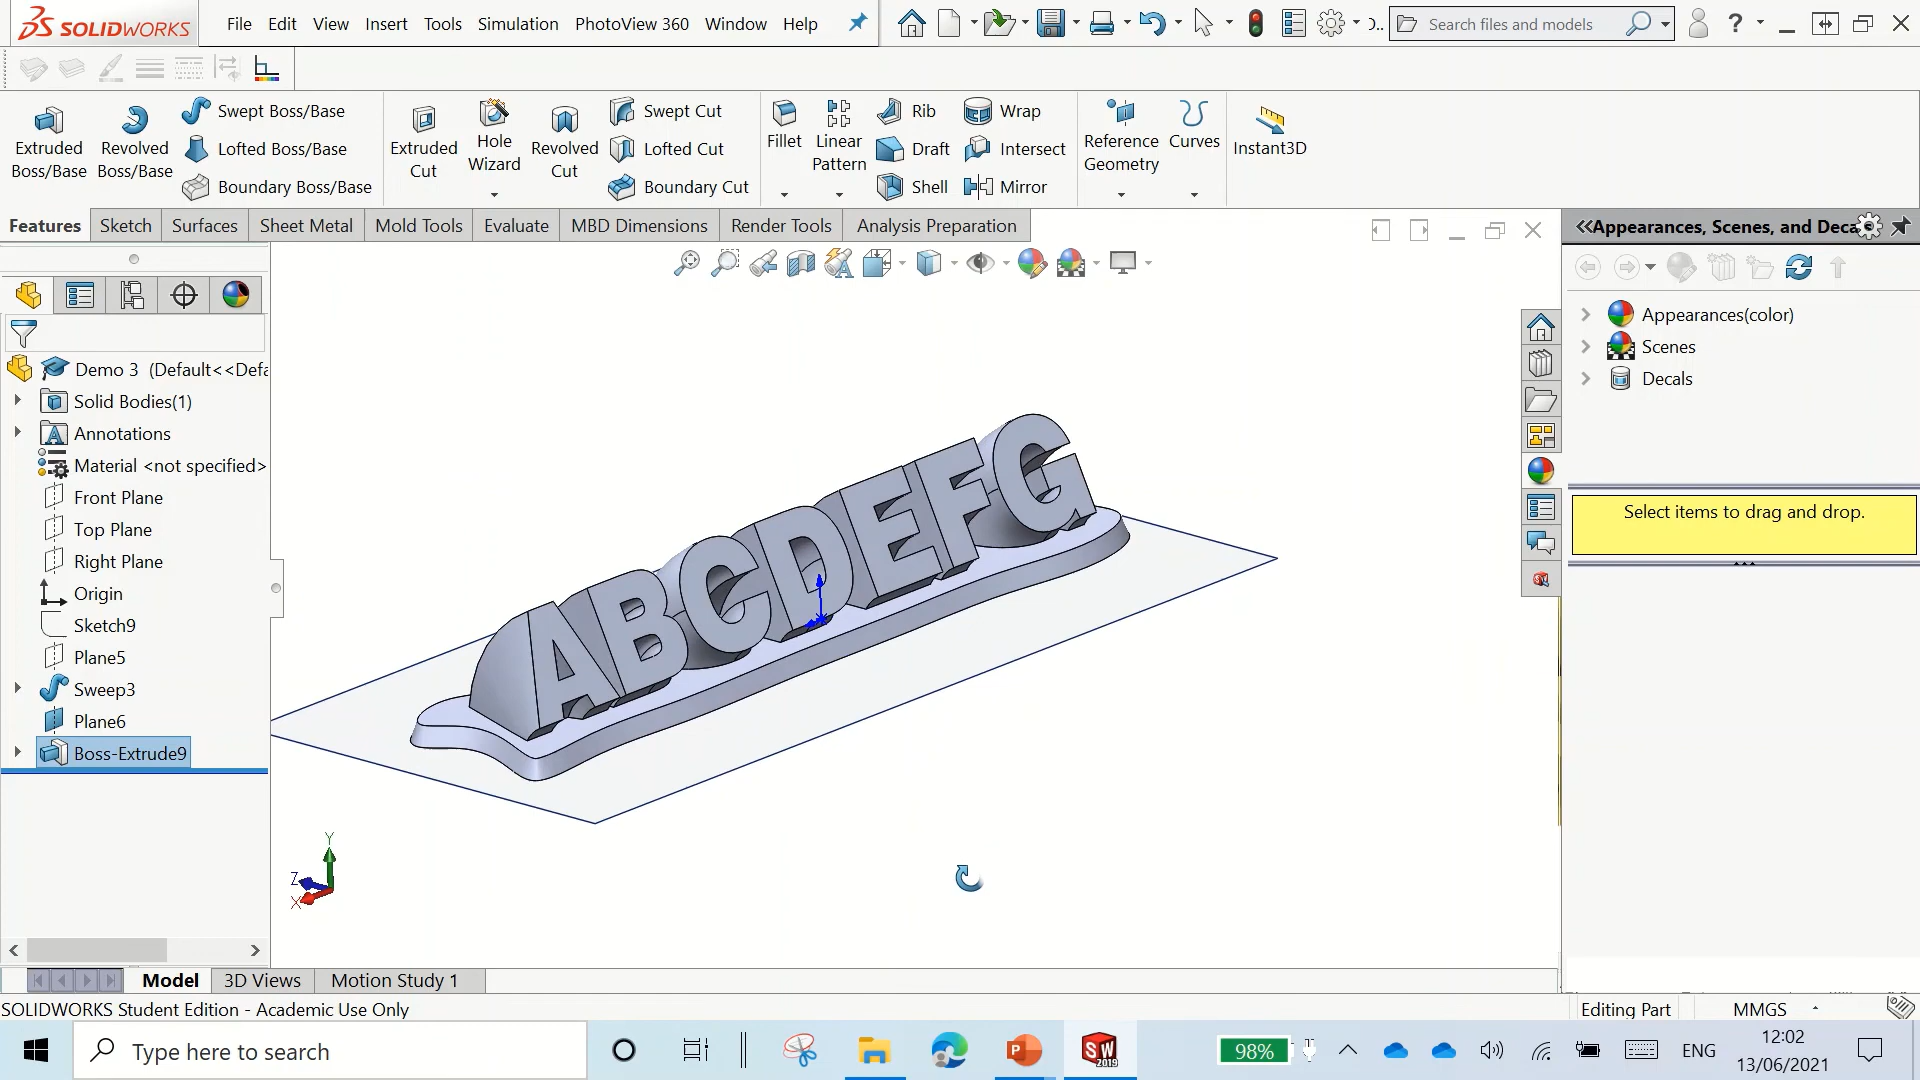 SOLIDWORKS File Edit View Insert Tools Simulation PhotoView 360 Window Help Search files and models ?
Swept Boss/Base Swept Cut Rib Wrap
Extruded Boss/Base Revolved Boss/Base Lofted Boss/Base Extruded Cut Hole Wizard Revolved Cut Lofted Cut Fillet Linear Pattern Draft Intersect Reference Geometry Curves Instant3D
Boundary Boss/Base Boundary Cut Shell Mirror
Features Sketch Surfaces Sheet Metal Mold Tools Evaluate MBD Dimensions Render Tools Analysis Preparation
<<Appearances, Scenes, and Deca
Appearances(color)
Scenes
Decals
Select items to drag and drop.
Demo 3 (Default<<Defa
Solid Bodies(1)
Annotations
Material <not specified>
Front Plane
Top Plane
Right Plane
Origin
Sketch9
Plane5
Sweep3
Plane6
Boss-Extrude9
ABCDEFG
Y
Z
X
Model 3D Views Motion Study 1
SOLIDWORKS Student Edition - Academic Use Only Editing Part MMGS
Type here to search P SW 2019 98% ENG 12:02
13/06/2021